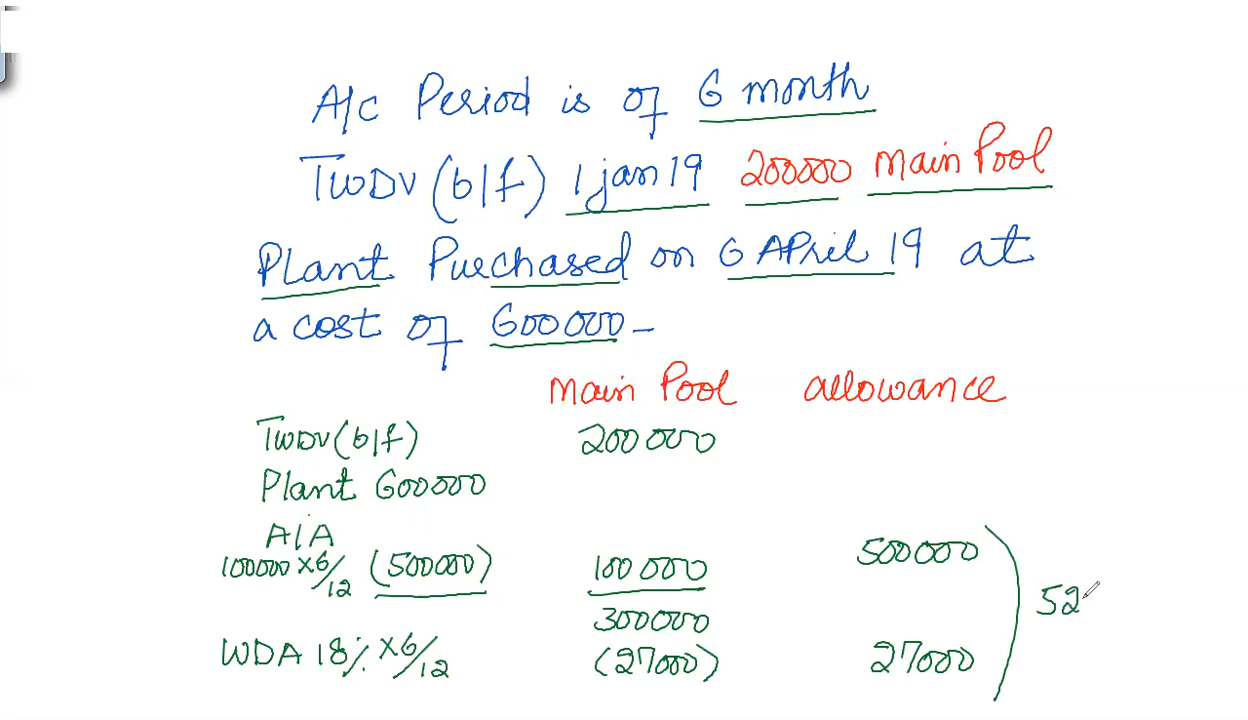 A/c Period is of 6 month
TWDV (b/f) 1 jan 19 200000 Main Pool
Plant Purchased on 6 APril 19 at
a cost of 600000 -
Main Pool allowance
TWDV (b/f) 200000
Plant 600000
AIA
100000 x 6/12 (500000) 100000 500000
300000 52
WDA 18% x 6/12 (27000) 27000